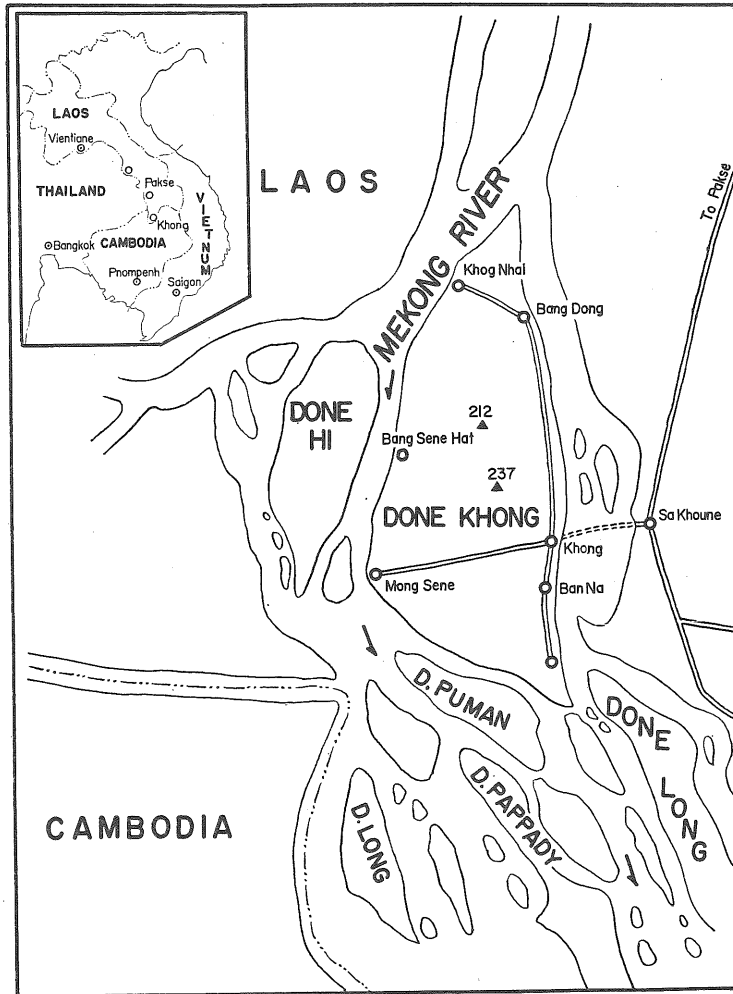 LAOS
Vientiane
THAILAND
Pakse
Khong
VIETNUM
CAMBODIA
Bangkok
Pnompenh
Saigon
LAOS
To Pakse
MEKONG RIVER
Khog Nhai
Bang Dong
DONE HI
212
Bang Sene Hat
237
DONE KHONG
Sa Khoune
Khong
Mong Sene
Ban Na
D. PUMAN
DONE LONG
D. PAPPADY
D. LONG
CAMBODIA